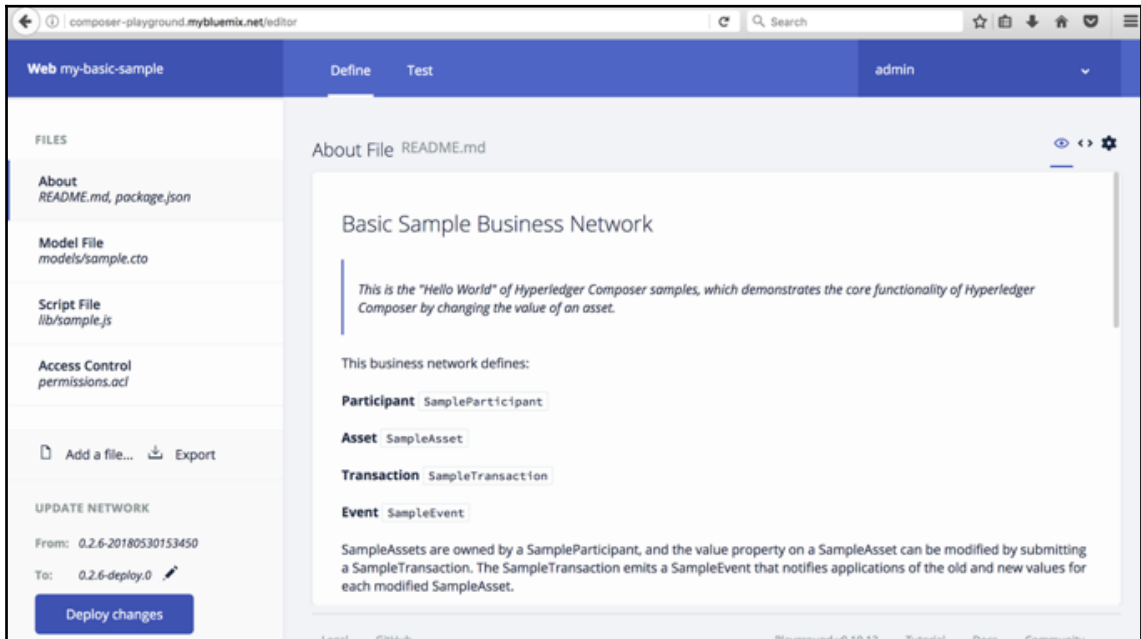 composer-playground.mybluemix.net/editor
Search
Web my-basic-sample
Define
Test
admin
FILES
About
README.md, package.json
Model File
models/sample.cto
Script File
lib/sample.js
Access Control
permissions.acl
Add a file...
Export
UPDATE NETWORK
From: 0.2.6-20180530153450
To: 0.2.6-deploy.0
Deploy changes
About File README.md
Basic Sample Business Network
This is the "Hello World" of Hyperledger Composer samples, which demonstrates the core functionality of Hyperledger
Composer by changing the value of an asset.
This business network defines:
Participant SampleParticipant
Asset SampleAsset
Transaction SampleTransaction
Event SampleEvent
SampleAssets are owned by a SampleParticipant, and the value property on a SampleAsset can be modified by submitting
a SampleTransaction. The SampleTransaction emits a SampleEvent that notifies applications of the old and new values for
each modified SampleAsset.